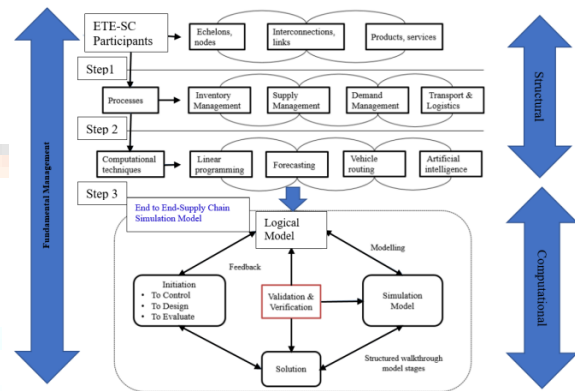 ETE-SC
Participants
Echelons,
nodes
Interconnections,
links
Products, services
Step1
Processes
Inventory
Management
Supply
Management
Demand
Management
Transport &
Logistics
Step 2
Computational
techniques
Linear
programming
Forecasting
Vehicle
routing
Artificial
intelligence
Step 3
End to End-Supply Chain
Simulation Model
Logical
Model
Feedback
Modelling
Initiation
• To Control
• To Design
• To Evaluate
Validation &
Verification
Simulation
Model
Solution
Structured walkthrough
model stages
Fundamental Management
Structural
Computational